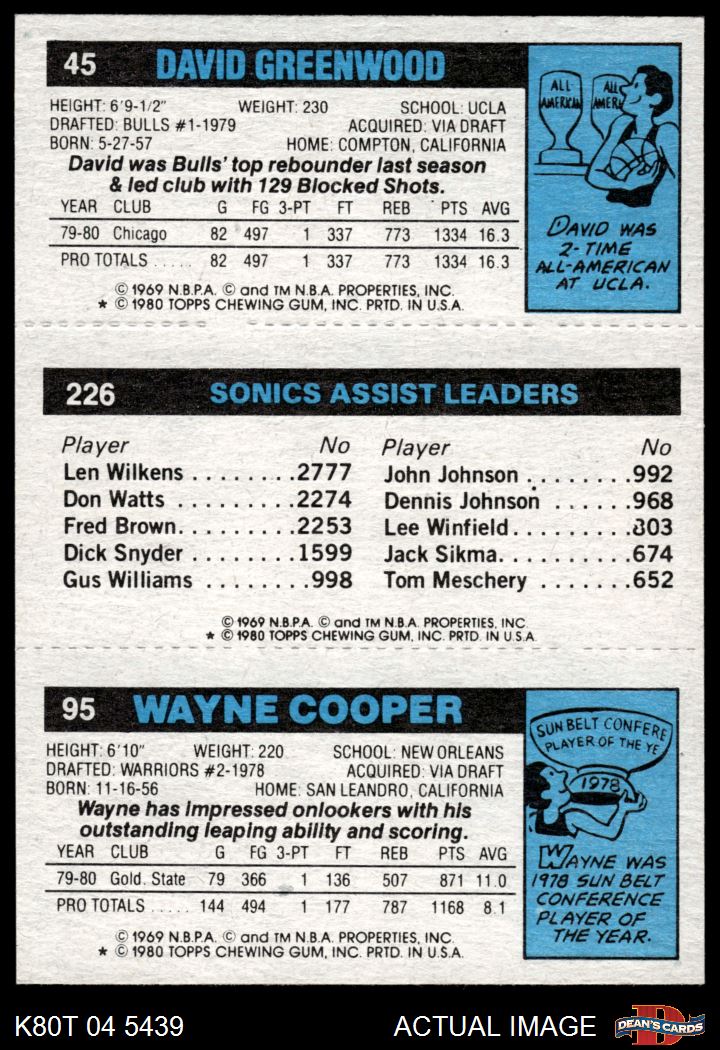 45 DAVID GREENWOOD
HEIGHT: 6'9-1/2" WEIGHT: 230 SCHOOL: UCLA
DRAFTED: BULLS #1-1979 ACQUIRED: VIA DRAFT
BORN: 5-27-57 HOME: COMPTON, CALIFORNIA
David was Bulls' top rebounder last season
& led club with 129 Blocked Shots.
YEAR CLUB G FG 3-PT FT REB PTS AVG
79-80 Chicago 82 497 1 337 773 1334 16.3
PRO TOTALS ..... 82 497 1 337 773 1334 16.3
© 1969 N.B.P.A. © and TM N.B.A. PROPERTIES, INC.
* © 1980 TOPPS CHEWING GUM, INC. PRTD. IN U.S.A.
ALL AMERICAN
ALL AMER
DAVID WAS
2-TIME
ALL-AMERICAN
AT UCLA.
226 SONICS ASSIST LEADERS
Player No Player No
Len Wilkens ........2777 John Johnson .......992
Don Watts ........2274 Dennis Johnson ......968
Fred Brown........2253 Lee Winfield........803
Dick Snyder ........1599 Jack Sikma........674
Gus Williams ........998 Tom Meschery .......652
© 1969 N.B.P.A. © and TM N.B.A. PROPERTIES, INC
* © 1980 TOPPS CHEWING GUM, INC. PRTD. IN U.S.A.
95 WAYNE COOPER
HEIGHT: 6'10" WEIGHT: 220 SCHOOL: NEW ORLEANS
DRAFTED: WARRIORS #2-1978 ACQUIRED: VIA DRAFT
BORN: 11-16-56 HOME: SAN LEANDRO, CALIFORNIA
Wayne has impressed onlookers with his
outstanding leaping ability and scoring.
YEAR CLUB G FG 3-PT FT REB PTS AVG
79-80 Gold. State 79 366 1 136 507 871 11.0
PRO TOTALS ..... 144 494 1 177 787 1168 8.1
© 1969 N.B.P.A. © and TM N.B.A. PROPERTIES, INC.
* © 1980 TOPPS CHEWING GUM, INC. PRTD. IN U.S.A.
SUN BELT CONFERE
PLAYER OF THE YE
1978
WAYNE WAS
1978 SUN BELT
CONFERENCE
PLAYER OF
THE YEAR.
K80T 04 5439 ACTUAL IMAGE DEAN'S CARDS